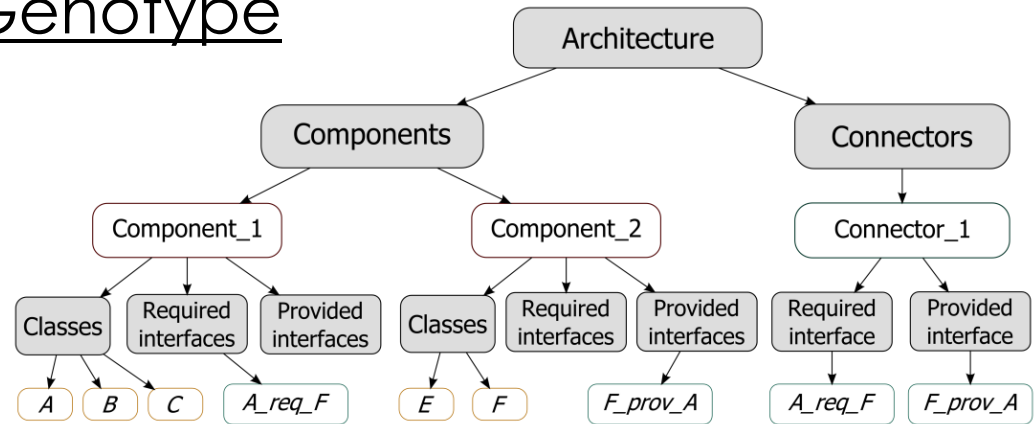 Genotype
Architecture
Components
Connectors
Component_1
Component_2
Connector_1
Classes
Required
interfaces
Provided
interfaces
Classes
Required
interfaces
Provided
interfaces
Required
interface
Provided
interface
A
B
C
A_req_F
E
F
F_prov_A
A_req_F
F_prov_A